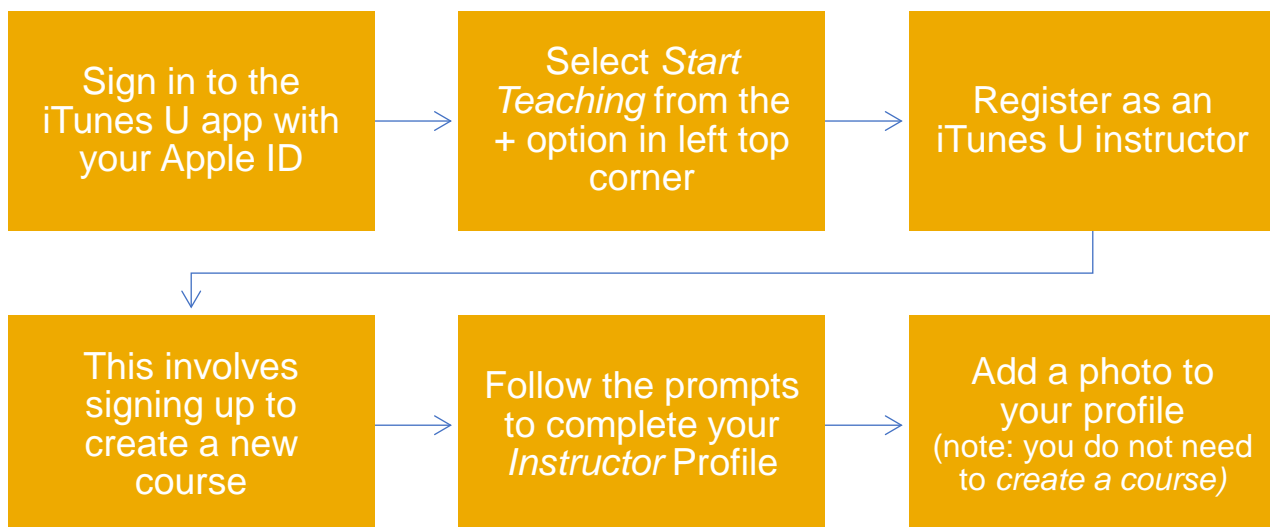 Sign in to the
iTunes U app with
your Apple ID
Select Start
Teaching from the
+ option in left top
corner
Register as an
iTunes U instructor
This involves
signing up to
create a new
course
Follow the prompts
to complete your
Instructor Profile
Add a photo to
your profile
(note: you do not need
to create a course)